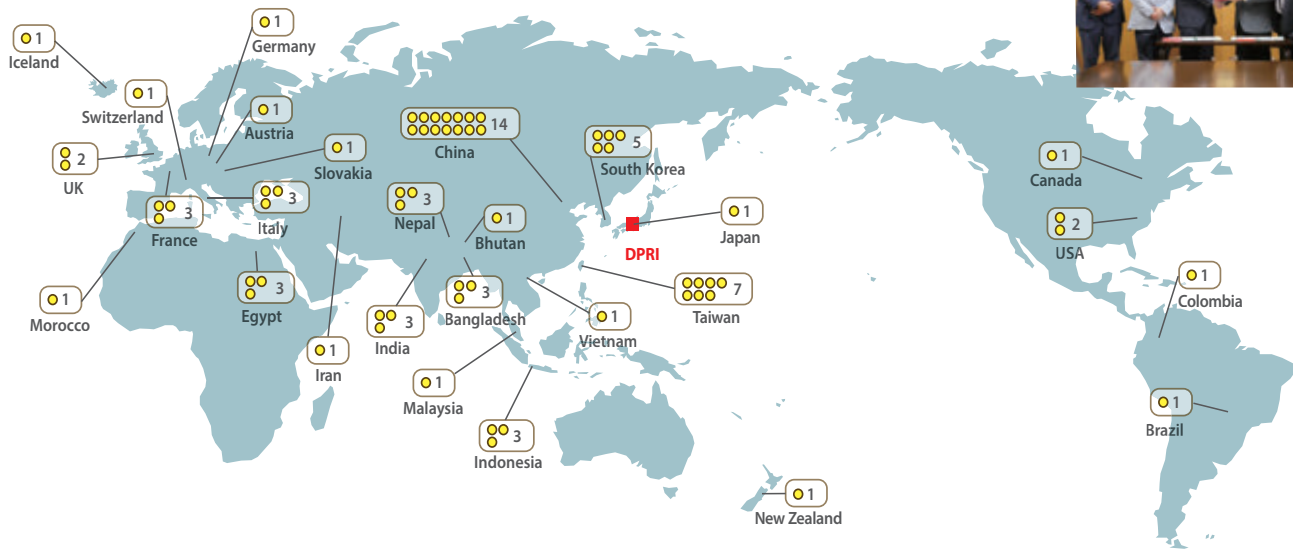 1
Iceland
1
Germany
1
Switzerland
1
Austria
2
UK
1
Slovakia
3
France
3
Italy
14
China
5
South Korea
3
Nepal
1
Bhutan
1
Japan
DPRI
1
Canada
2
USA
1
Morocco
3
Egypt
1
Iran
3
India
3
Bangladesh
1
Vietnam
7
Taiwan
1
Colombia
1
Malaysia
3
Indonesia
1
Brazil
1
New Zealand